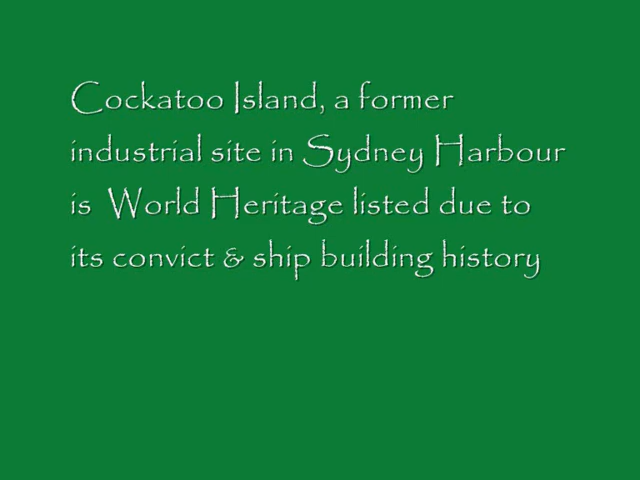 Cockatoo Island, a former
industrial site in Sydney Harbour
is World Heritage listed due to
its convict & ship building history